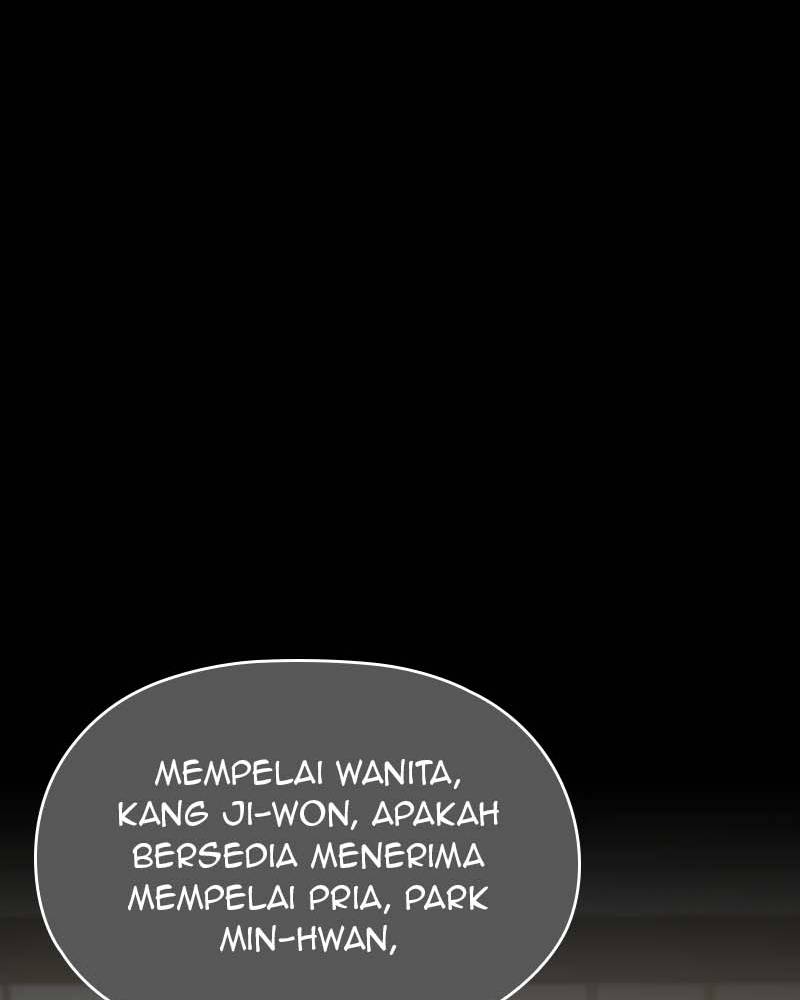 MEMPELAI WANITA,
KANG JI-WON, APAKAH
BERSEDIA MENERIMA
MEMPELAI PRIA, PARK
MIN-HWAN,